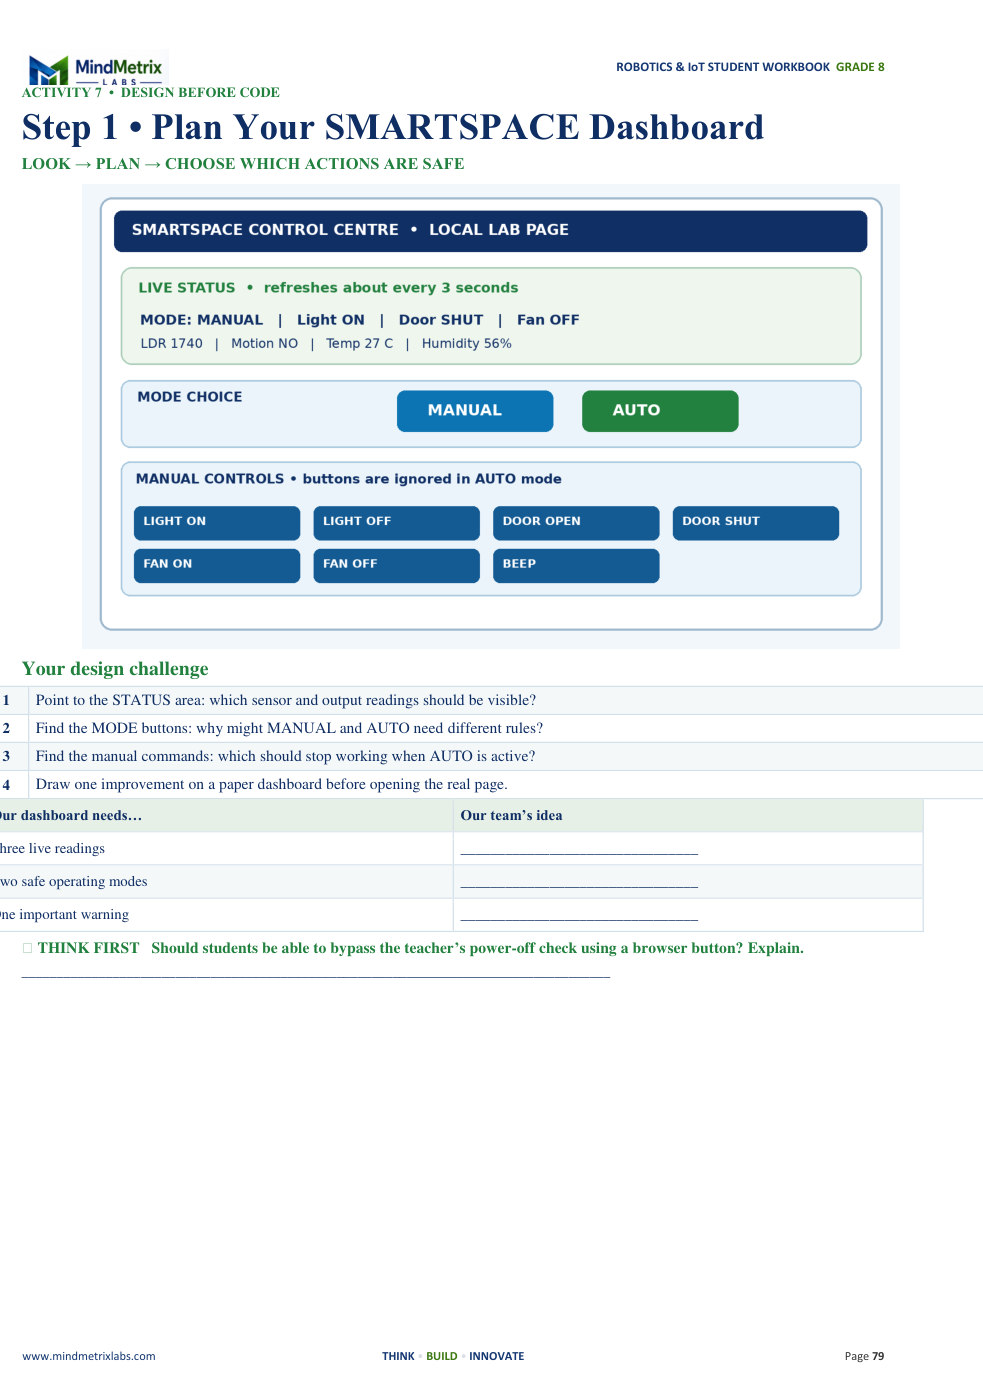 MindMetrix
LABS
ROBOTICS & IoT STUDENT WORKBOOK GRADE 8
ACTIVITY 7 • DESIGN BEFORE CODE
Step 1 • Plan Your SMARTSPACE Dashboard
LOOK → PLAN → CHOOSE WHICH ACTIONS ARE SAFE
SMARTSPACE CONTROL CENTRE • LOCAL LAB PAGE
LIVE STATUS • refreshes about every 3 seconds
MODE: MANUAL | Light ON | Door SHUT | Fan OFF
LDR 1740 | Motion NO | Temp 27 C | Humidity 56%
MODE CHOICE
MANUAL
AUTO
MANUAL CONTROLS • buttons are ignored in AUTO mode
LIGHT ON
LIGHT OFF
DOOR OPEN
DOOR SHUT
FAN ON
FAN OFF
BEEP
Your design challenge
1 Point to the STATUS area: which sensor and output readings should be visible?
2 Find the MODE buttons: why might MANUAL and AUTO need different rules?
3 Find the manual commands: which should stop working when AUTO is active?
4 Draw one improvement on a paper dashboard before opening the real page.
ur dashboard needs…
Our team's idea
hree live readings
wo safe operating modes
ne important warning
THINK FIRST Should students be able to bypass the teacher's power-off check using a browser button? Explain.
www.mindmetrixlabs.com
THINK • BUILD • INNOVATE
Page 79